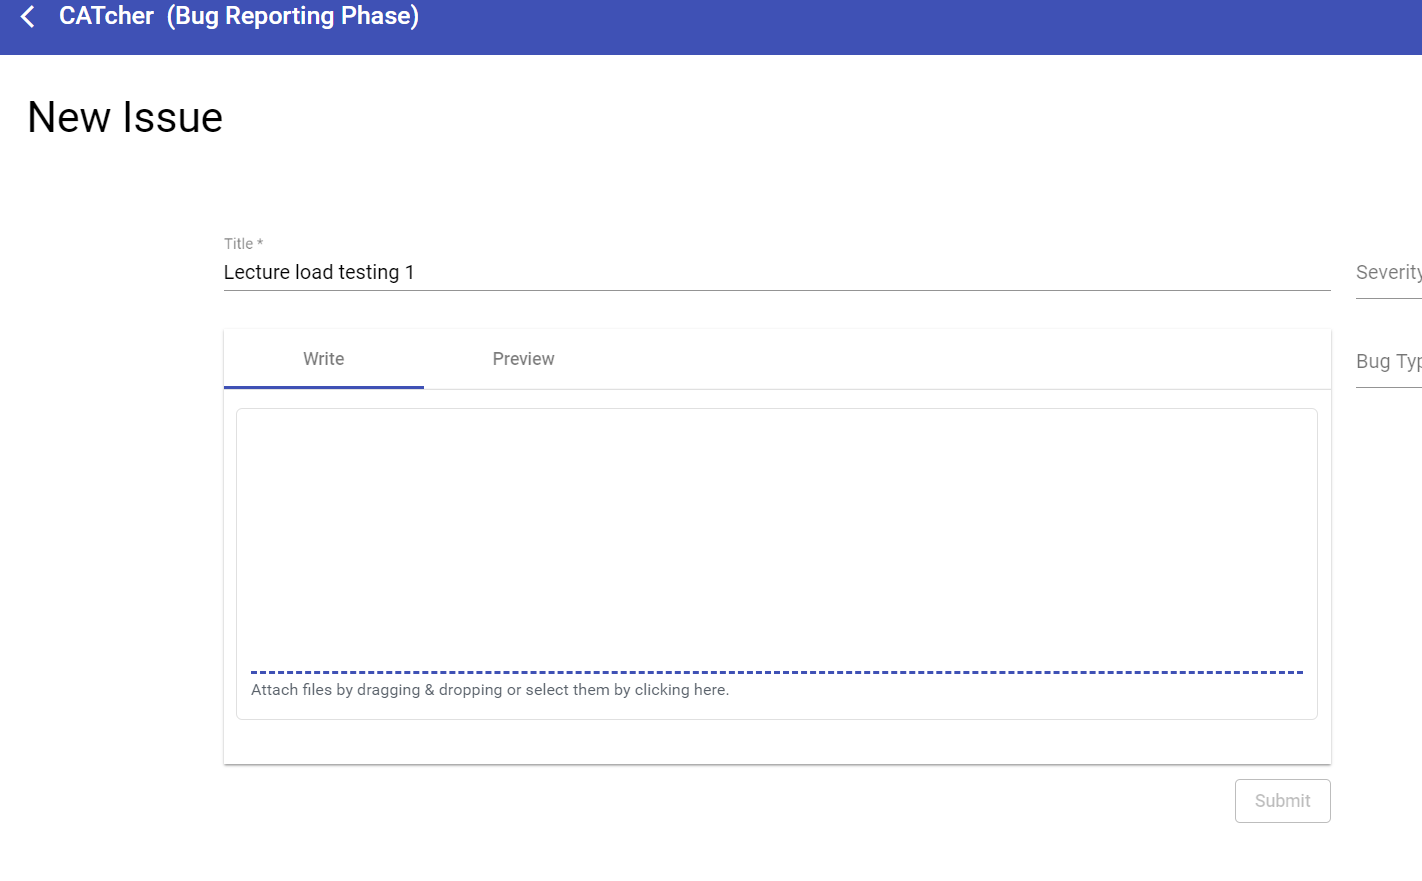 CATcher (Bug Reporting Phase)
New Issue
Title *
Lecture load testing 1
Severity
Bug Typ
Write Preview
Attach files by dragging & dropping or select them by clicking here.
Submit